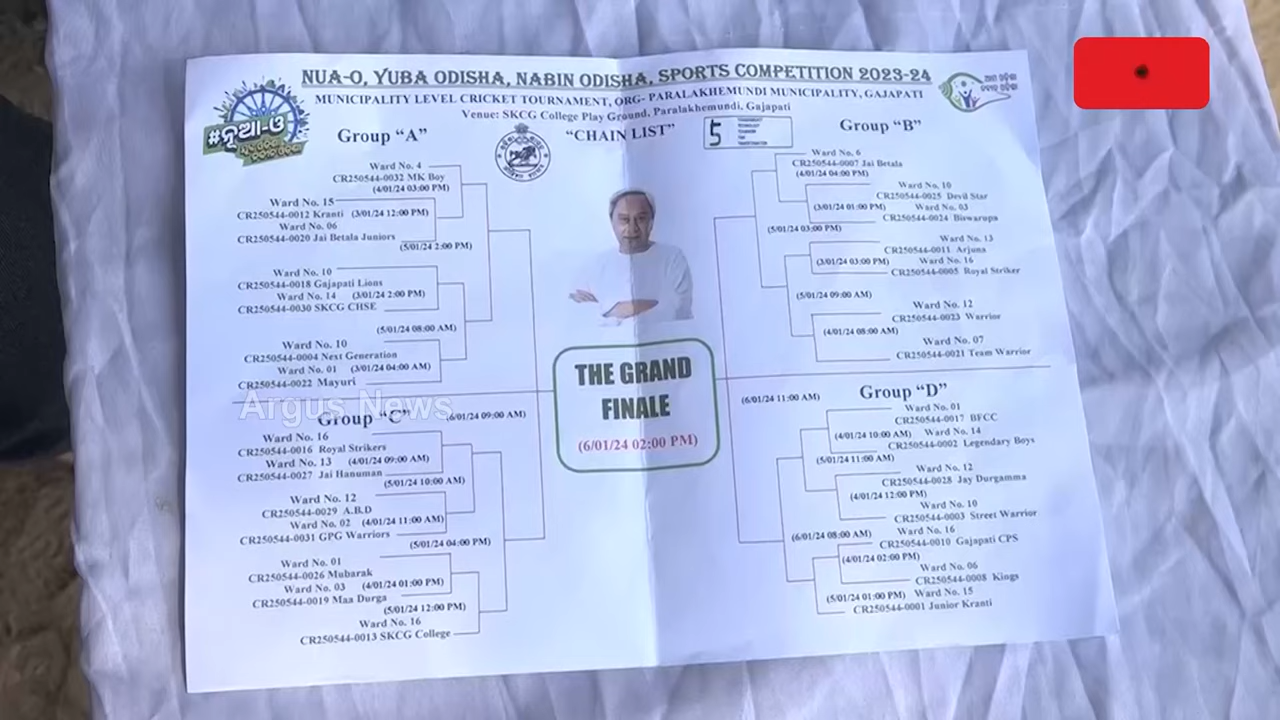 NUA-O, YUBA ODISHA, NABIN ODISHA, SPORTS COMPETITION 2023-24
MUNICIPALITY LEVEL CRICKET TOURNAMENT, ORG- PARALAKHEMUNDI MUNICIPALITY, GAJAPATI
Venue: SKCG College Play Ground, Paralakhemundi, Gajapati
#ନୂଆ-ଓ
"CHAIN LIST"
5
Group "A"
Ward No. 4
CR250544-0032 MK Boy
(4/01/24 03:00 PM)
Ward No. 15
CR250544-0012 Kranti (3/01/24 12:00 PM)
Ward No. 06
CR250544-0020 Jai Betala Juniors
(5/01/24 2:00 PM)
Ward No. 10
CR250544-0018 Gajapati Lions
Ward No. 14 (3/01/24 2:00 PM)
CR250544-0030 SKCG CHSE
(5/01/24 08:00 AM)
Ward No. 10
CR250544-0004 Next Generation
Ward No. 01 (3/01/24 04:00 AM)
CR250544-0022 Mayuri
Argus News
Group "C"
(6/01/24 09:00 AM)
Ward No. 16
CR250544-0016 Royal Strikers
Ward No. 13 (4/01/24 09:00 AM)
CR250544-0027 Jai Hanuman
(5/01/24 10:00 AM)
Ward No. 12
CR250544-0029 A.B.D
Ward No. 02 (4/01/24 11:00 AM)
CR250544-0031 GPG Warriors
(5/01/24 04:00 PM)
Ward No. 01
CR250544-0026 Mubarak
Ward No. 03 (4/01/24 01:00 PM)
CR250544-0019 Maa Durga
(5/01/24 12:00 PM)
Ward No. 16
CR250544-0013 SKCG College
THE GRAND
FINALE
(6/01/24 02:00 PM)
Group "B"
Ward No. 6
CR250544-0007 Jai Betala
(4/01/24 04:00 PM)
Ward No. 10
CR250544-0025 Devil Star
(3/01/24 01:00 PM) Ward No. 03
CR250544-0024 Biswarupa
(5/01/24 03:00 PM)
Ward No. 13
CR250544-0011 Arjuna
(3/01/24 03:00 PM) Ward No. 16
CR250544-0005 Royal Striker
(5/01/24 09:00 AM)
Ward No. 12
CR250544-0023 Warrior
(4/01/24 08:00 AM)
Ward No. 07
CR250544-0021 Team Warrior
(6/01/24 11:00 AM)
Group "D"
Ward No. 01
CR250544-0017 BFCC
(4/01/24 10:00 AM) Ward No. 14
CR250544-0002 Legendary Boys
(5/01/24 11:00 AM)
Ward No. 12
CR250544-0028 Jay Durgamma
(4/01/24 12:00 PM)
Ward No. 10
CR250544-0003 Street Warrior
(6/01/24 08:00 AM) Ward No. 16
CR250544-0010 Gajapati CPS
(4/01/24 02:00 PM)
Ward No. 06
CR250544-0008 Kings
(5/01/24 01:00 PM) Ward No. 15
CR250544-0001 Junior Kranti